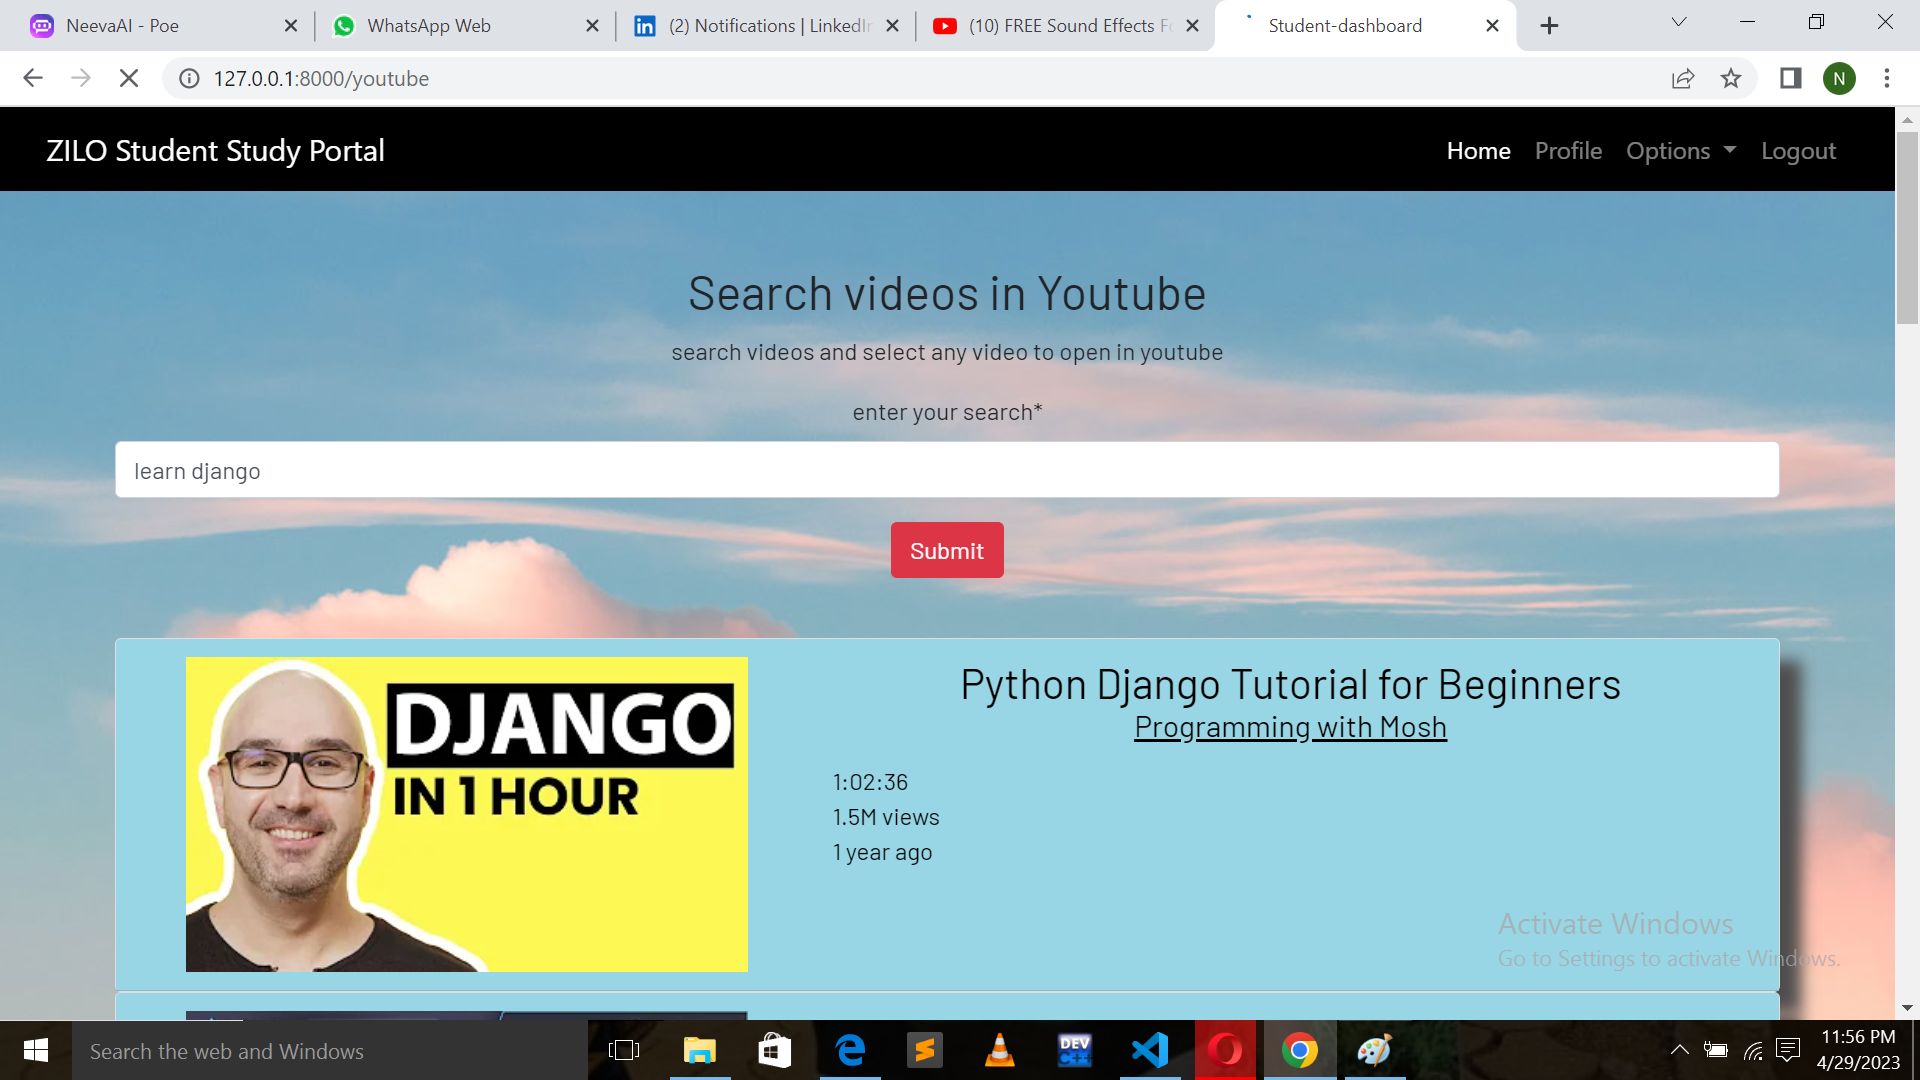 NeevaAI - Poe
WhatsApp Web
(2) Notifications | LinkedIn
(10) FREE Sound Effects Fo
Student-dashboard
127.0.0.1:8000/youtube
N
ZILO Student Study Portal
Home Profile Options Logout
Search videos in Youtube
search videos and select any video to open in youtube
enter your search*
learn django
Submit
DJANGO
IN 1 HOUR
Python Django Tutorial for Beginners
Programming with Mosh
1:02:36
1.5M views
1 year ago
Activate Windows
Go to Settings to activate Windows.
Search the web and Windows
DEV
C++
11:56 PM
4/29/2023